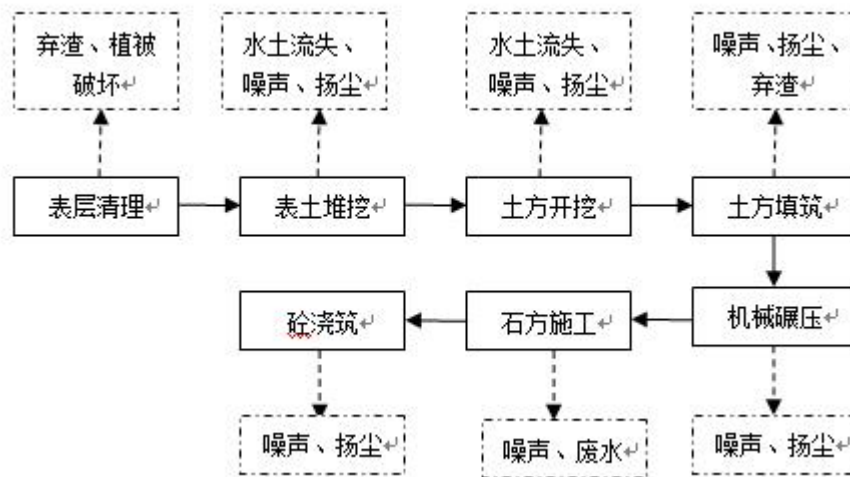 弃渣、植被
破坏↵
水土流失、
噪声、扬尘↵
水土流失、
噪声、扬尘↵
噪声、扬尘、
弃渣↵
表层清理↵
表土堆挖↵
土方开挖↵
土方填筑↵
砼浇筑↵
石方施工↵
机械碾压↵
噪声、扬尘↵
噪声、废水↵
噪声、扬尘↵